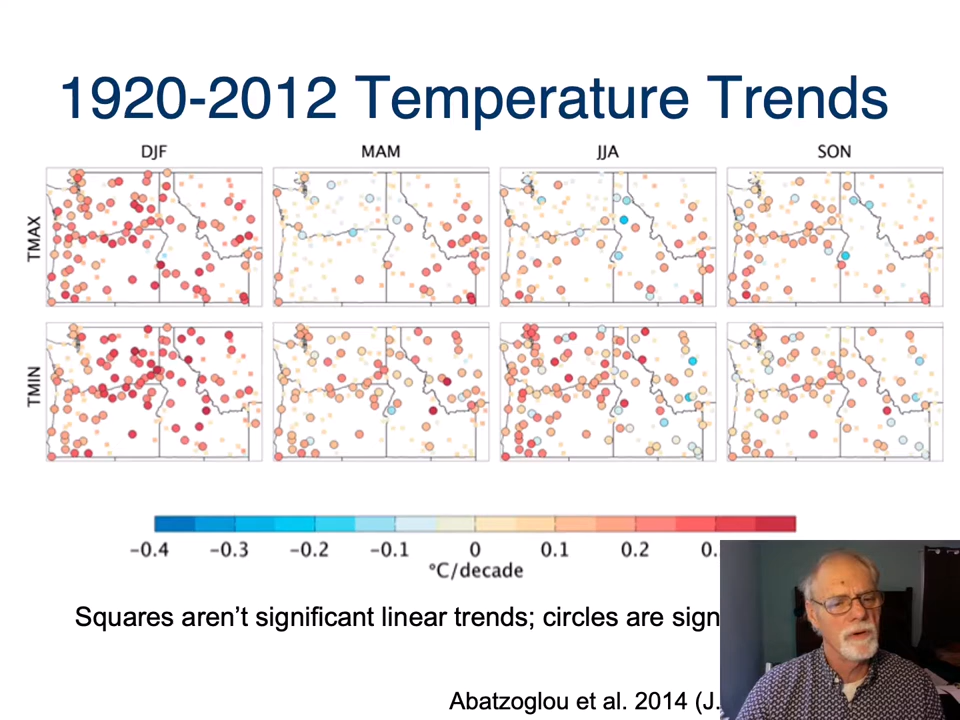 1920-2012 Temperature Trends
DJF MAM JJA SON
TMAX
TMIN
-0.4 -0.3 -0.2 -0.1 0 0.1 0.2 0.
°C/decade
Squares aren't significant linear trends; circles are sign
Abatzoglou et al. 2014 (J.